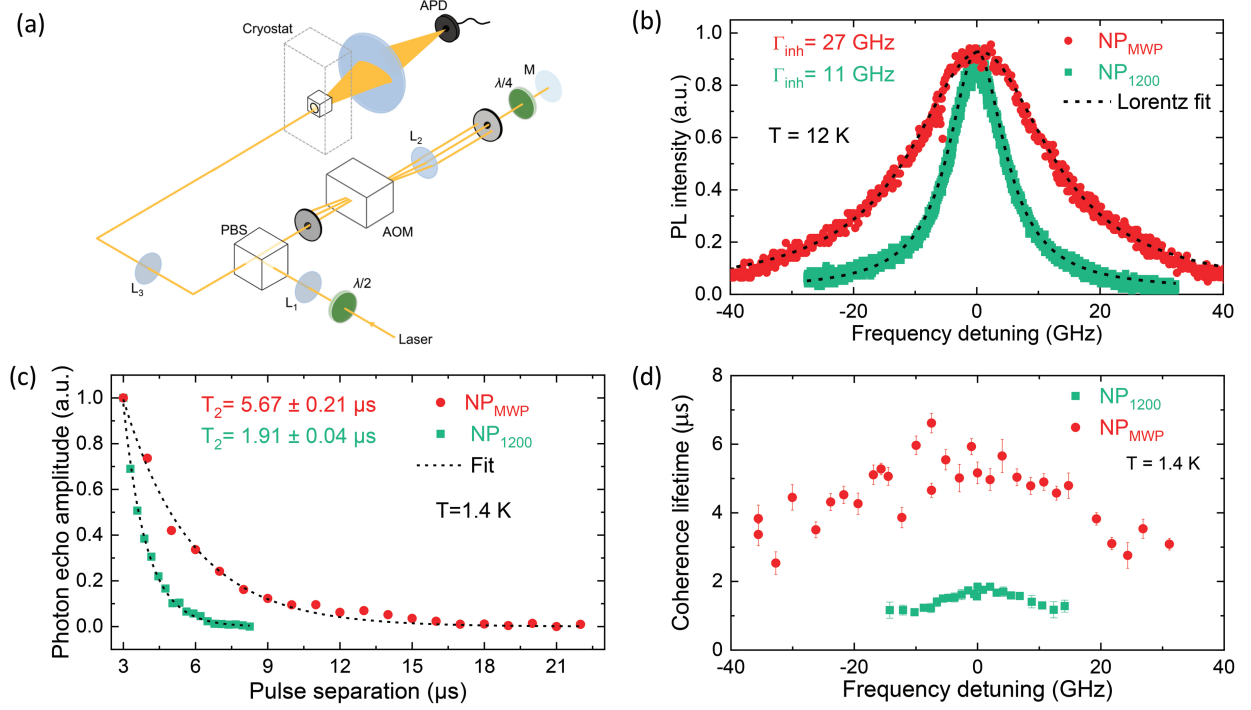 (a)
APD
Cryostat
M
λ/4
L₂
AOM
PBS
L₃
L₁
λ/2
Laser
(b)
Γinh= 27 GHz
Γinh= 11 GHz
NPMWP
NP1200
Lorentz fit
T = 12 K
PL intensity (a.u.)
1.0
0.8
0.6
0.4
0.2
0.0
-40 -20 0 20 40
Frequency detuning (GHz)
(c)
T₂= 5.67 ± 0.21 µs
T₂= 1.91 ± 0.04 µs
NPMWP
NP1200
Fit
T=1.4 K
Photon echo amplitude (a.u.)
1.0
0.8
0.6
0.4
0.2
0.0
3 6 9 12 15 18 21
Pulse separation (µs)
(d)
NP1200
NPMWP
T = 1.4 K
Coherence lifetime (µs)
8
6
4
2
0
-40 -20 0 20 40
Frequency detuning (GHz)